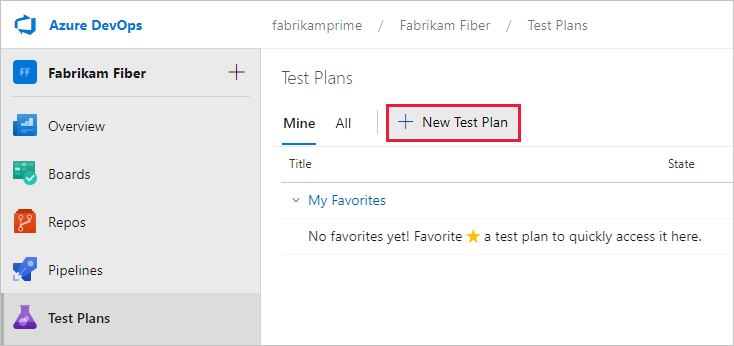 Azure DevOps
fabrikamprime / Fabrikam Fiber / Test Plans
FF Fabrikam Fiber +
Overview
Boards
Repos
Pipelines
Test Plans
Test Plans
Mine All + New Test Plan
Title State
My Favorites
No favorites yet! Favorite ⭐ a test plan to quickly access it here.